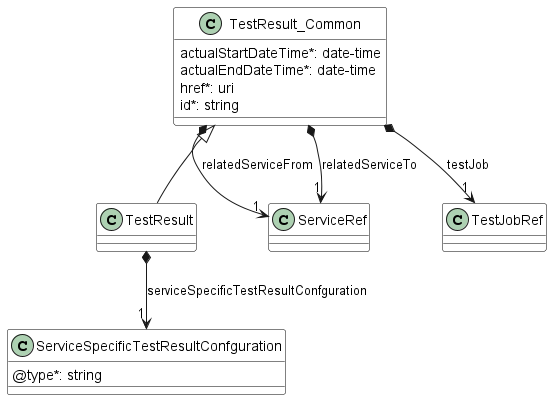 C TestResult_Common
actualStartDateTime*: date-time
actualEndDateTime*: date-time
href*: uri
id*: string
relatedServiceFrom
relatedServiceTo
testJob
1
1
1
C TestResult
C ServiceRef
C TestJobRef
serviceSpecificTestResultConfguration
1
C ServiceSpecificTestResultConfguration
@type*: string